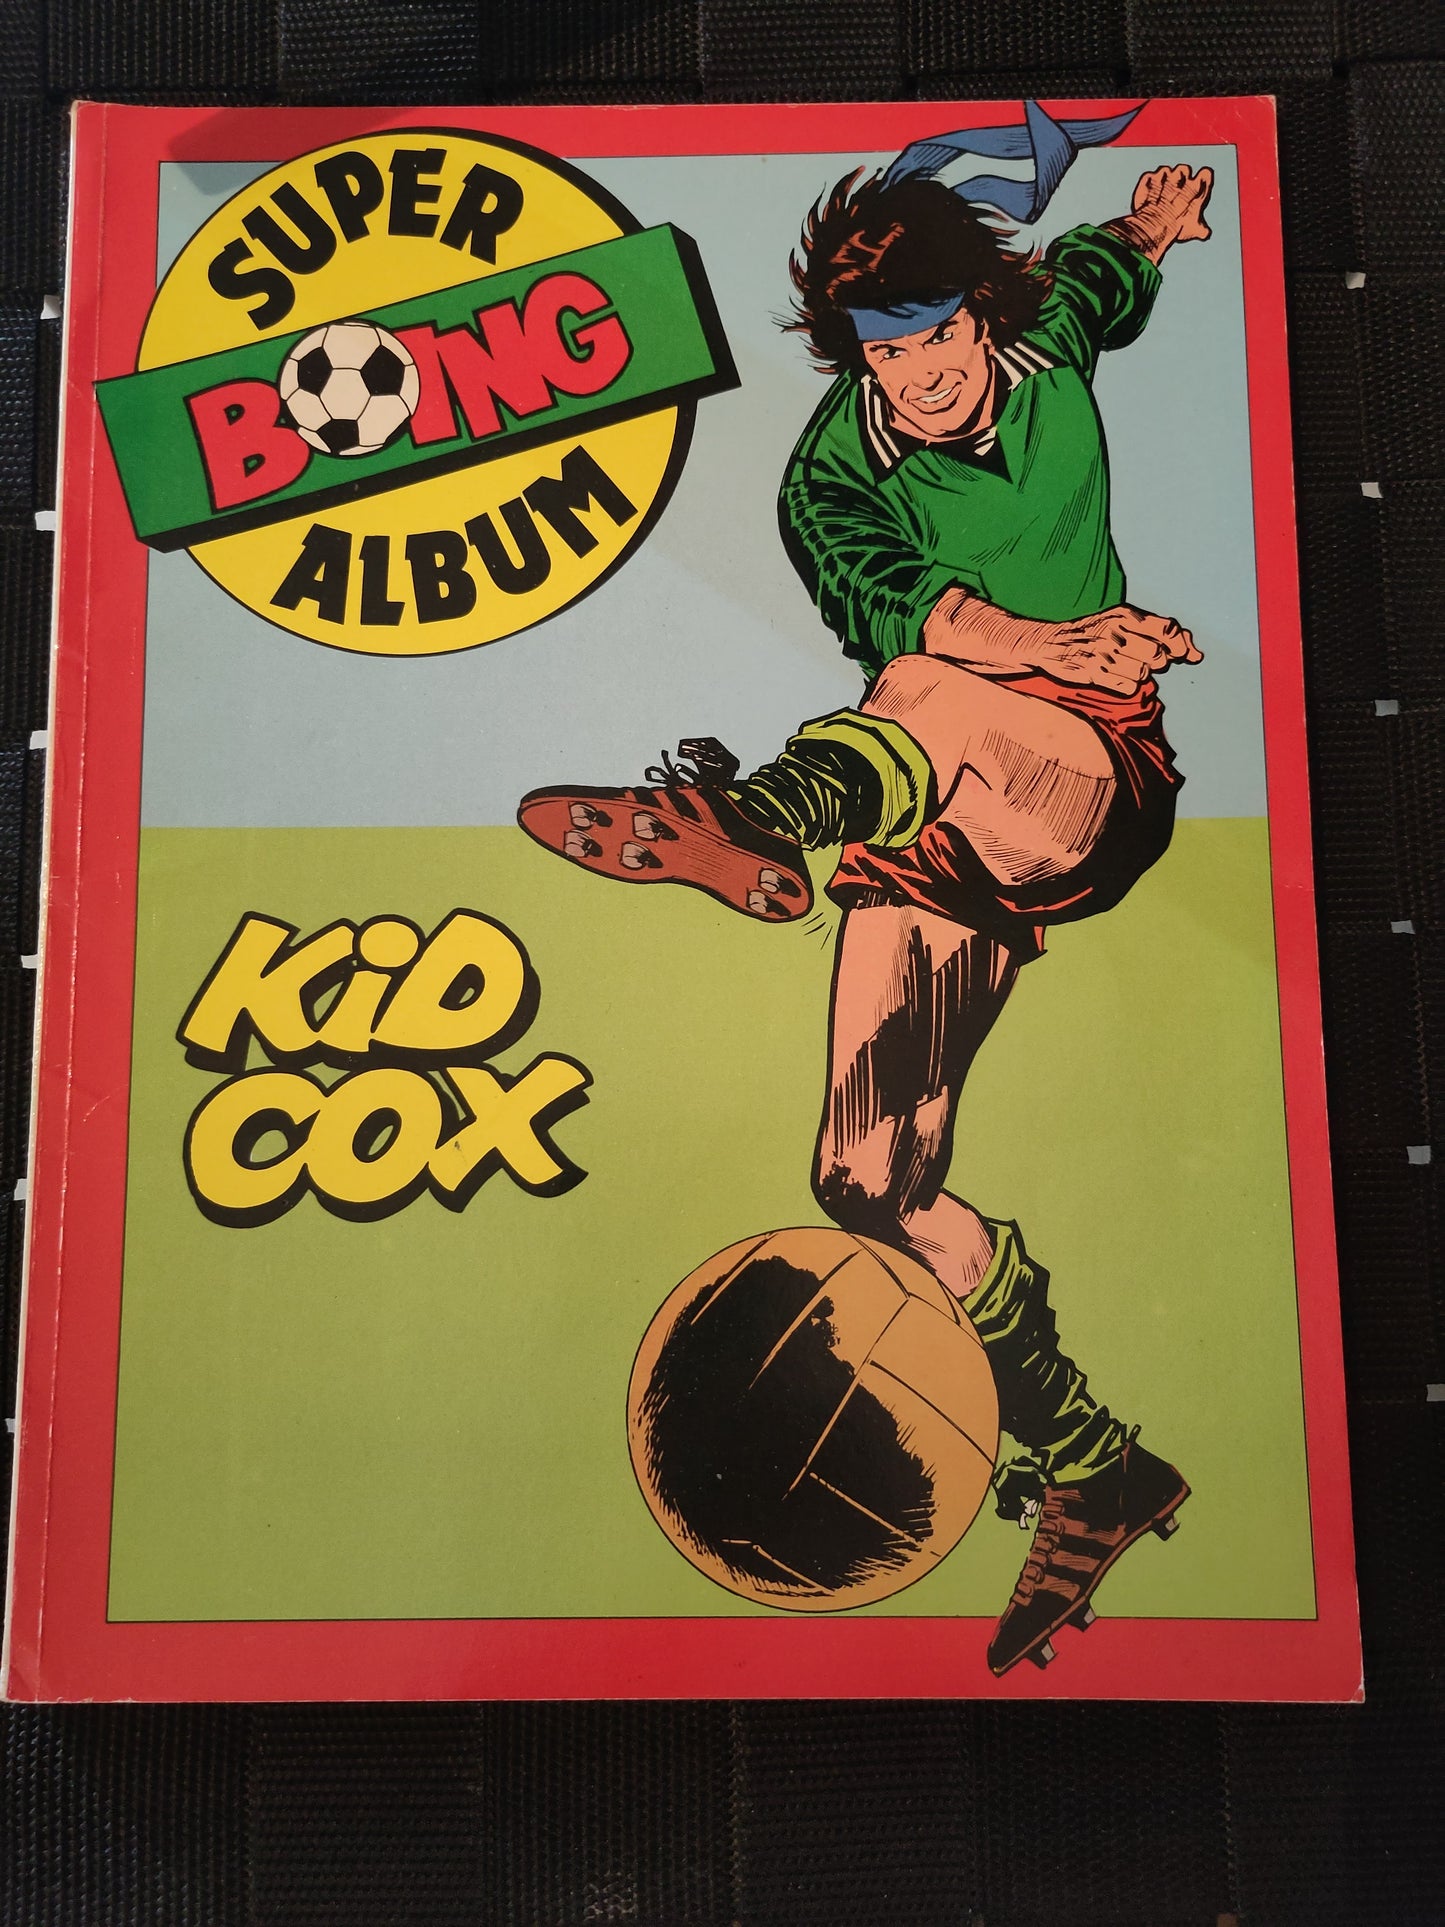 SUPER
BOING
ALBUM
KiD
COX